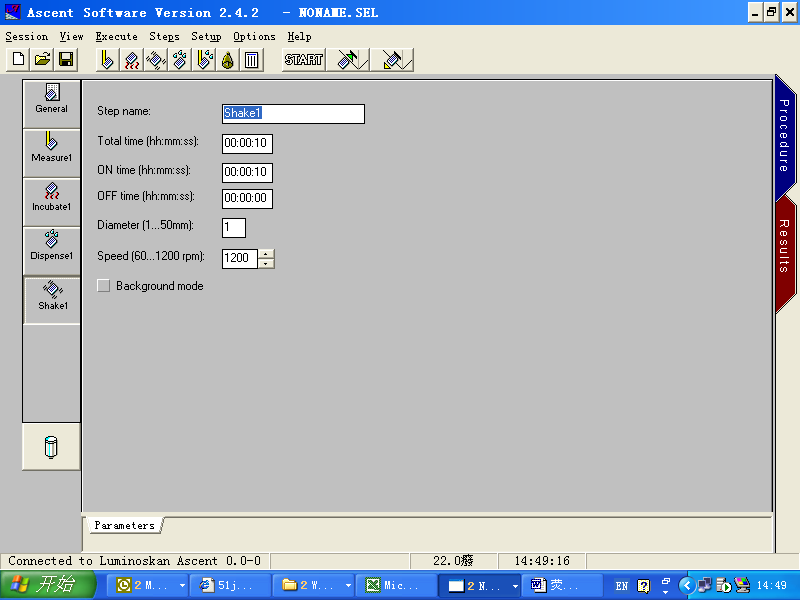 Ascent Software Version 2.4.2 - NONAME.SEL
Session View Execute Steps Setup Options Help
START
General
Measure1
Incubate1
Dispense1
Shake1
Step name: Shake1
Total time (hh:mm:ss): 00:00:10
ON time (hh:mm:ss): 00:00:10
OFF time (hh:mm:ss): 00:00:00
Diameter (1...50mm): 1
Speed (60...1200 rpm): 1200
Background mode
Procedure
Results
Parameters
Connected to Luminoskan Ascent 0.0-0 22.0癈 14:49:16
开始 2 M... 51j... 2 W... Mic... 2 N... 荧... EN 14:49